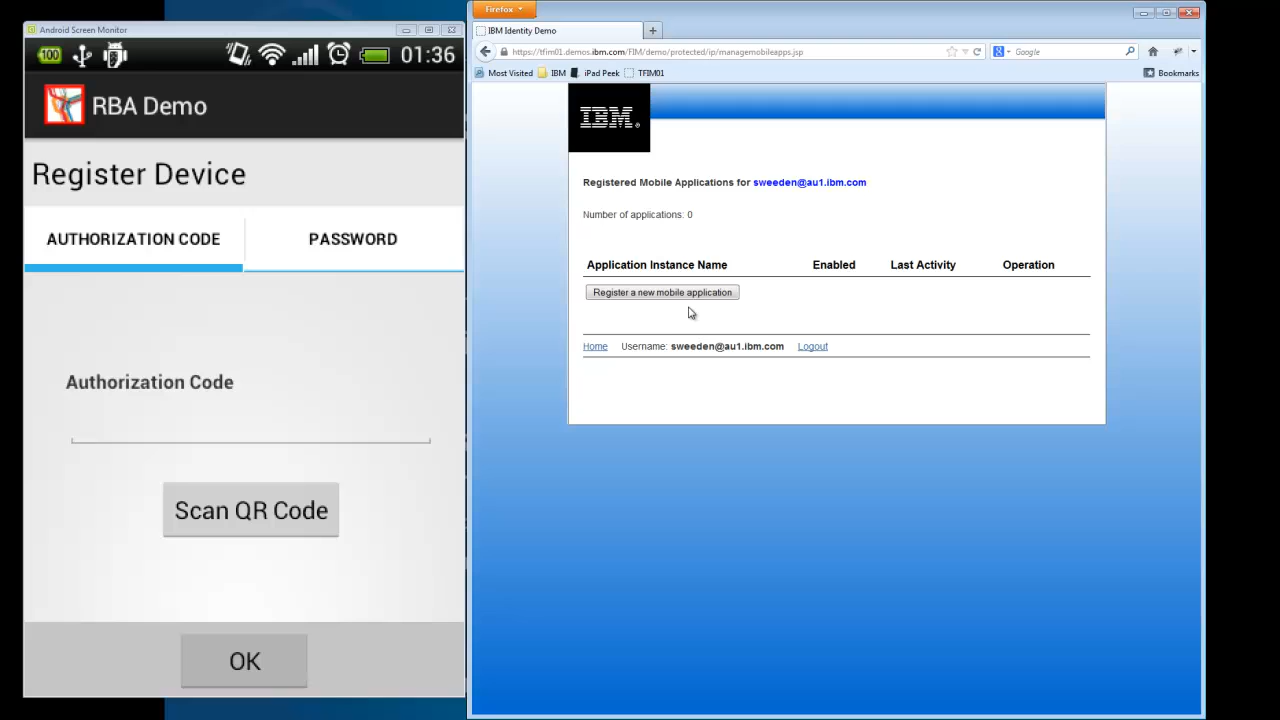 Android Screen Monitor
100
01:36
RBA Demo
Register Device
AUTHORIZATION CODE
PASSWORD
Authorization Code
Scan QR Code
OK
Firefox
IBM Identity Demo
https://tfim01.demos.ibm.com/FIM/demo/protected/ip/managemobileapps.jsp
Google
Most Visited
IBM
iPad Peek
TFIM01
Bookmarks
IBM
Registered Mobile Applications for sweeden@au1.ibm.com
Number of applications: 0
Application Instance Name Enabled Last Activity Operation
Register a new mobile application
Home Username: sweeden@au1.ibm.com Logout